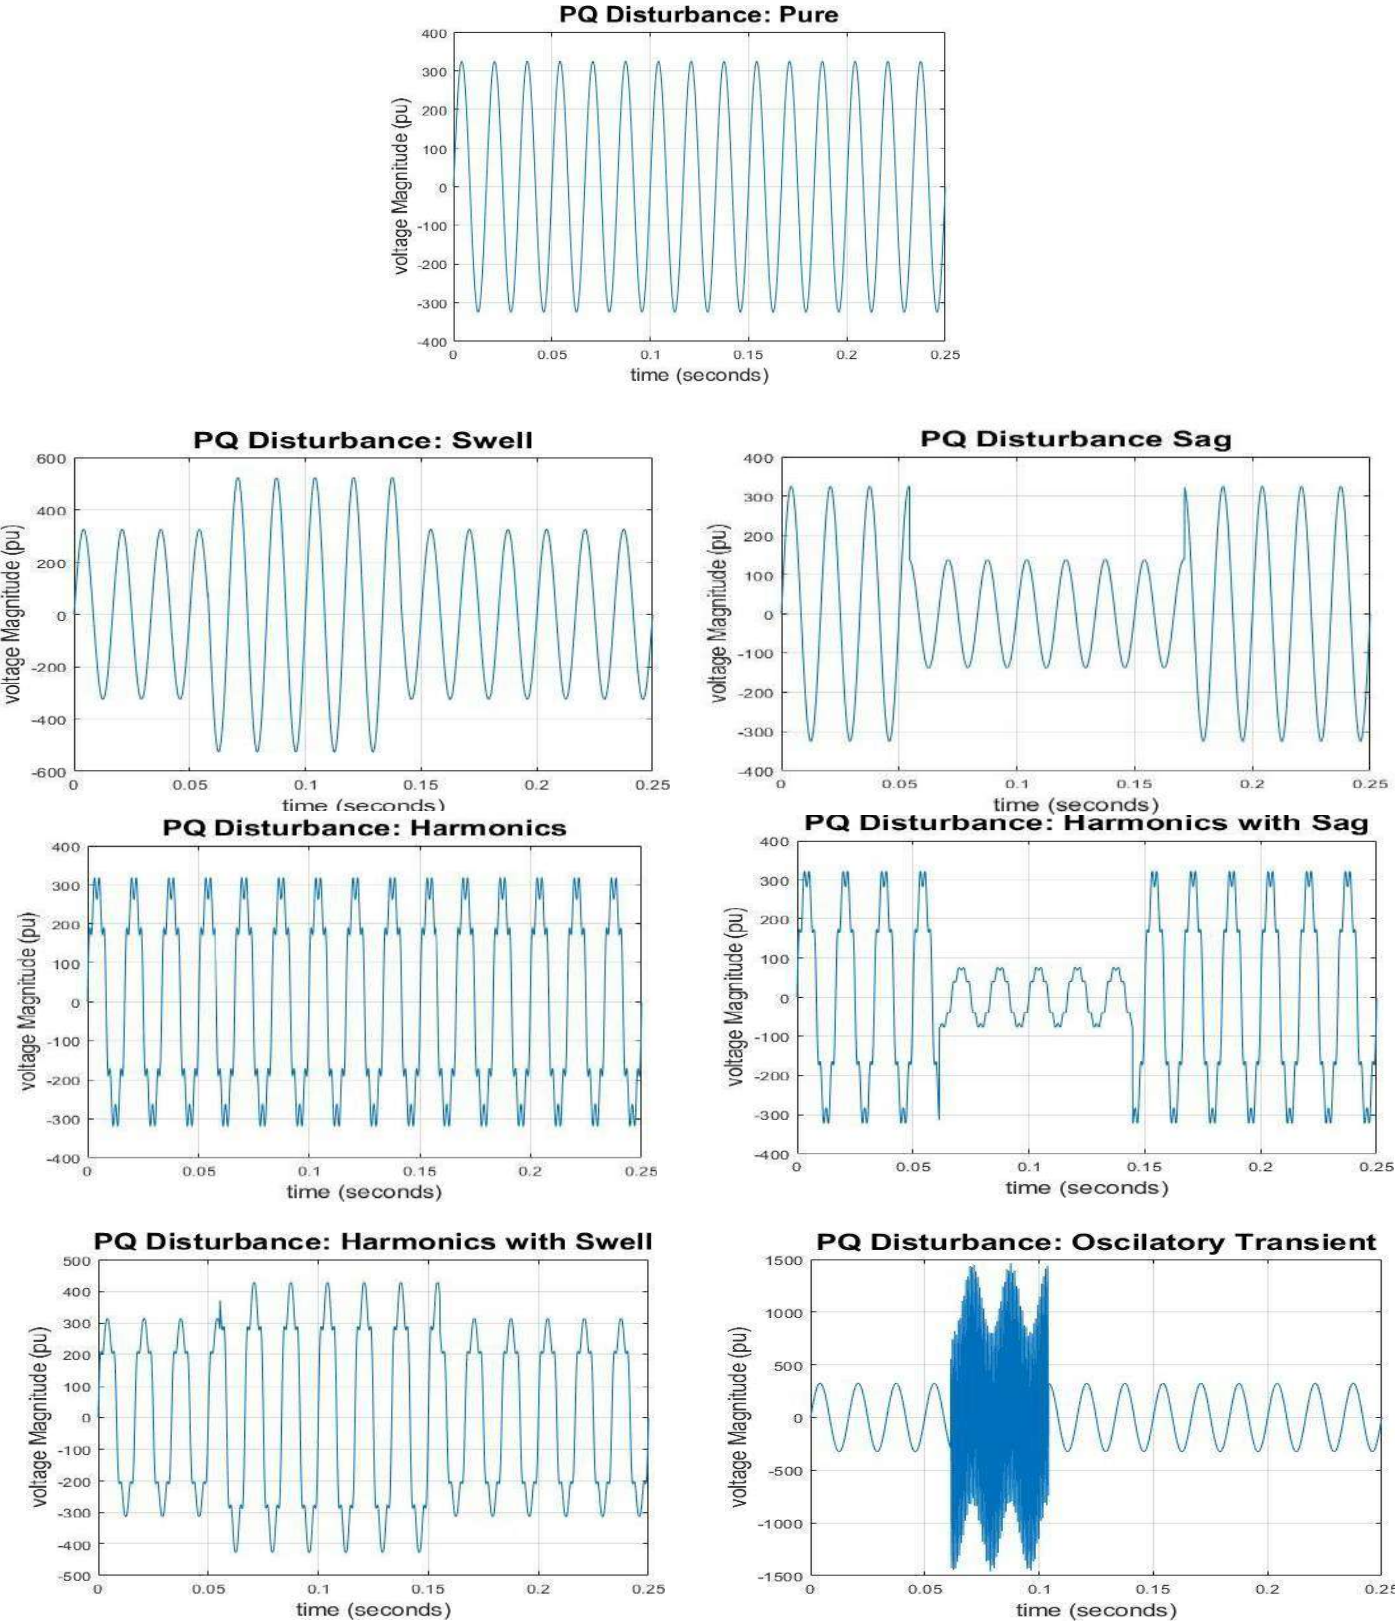 PQ Disturbance: Pure
400
300
200
100
0
-100
-200
-300
-400
voltage Magnitude (pu)
0 0.05 0.1 0.15 0.2 0.25
time (seconds)
PQ Disturbance: Swell
600
400
200
0
-200
-400
-600
voltage Magnitude (pu)
0 0.05 0.1 0.15 0.2 0.25
time (seconds)
PQ Disturbance Sag
400
300
200
100
0
-100
-200
-300
-400
voltage Magnitude (pu)
0 0.05 0.1 0.15 0.2 0.25
time (seconds)
PQ Disturbance: Harmonics
400
300
200
100
0
-100
-200
-300
-400
voltage Magnitude (pu)
0 0.05 0.1 0.15 0.2 0.25
time (seconds)
PQ Disturbance: Harmonics with Sag
400
300
200
100
0
-100
-200
-300
-400
voltage Magnitude (pu)
0 0.05 0.1 0.15 0.2 0.25
time (seconds)
PQ Disturbance: Harmonics with Swell
500
400
300
200
100
0
-100
-200
-300
-400
-500
voltage Magnitude (pu)
0 0.05 0.1 0.15 0.2 0.25
time (seconds)
PQ Disturbance: Oscilatory Transient
1500
1000
500
0
-500
-1000
-1500
voltage Magnitude (pu)
0 0.05 0.1 0.15 0.2 0.25
time (seconds)